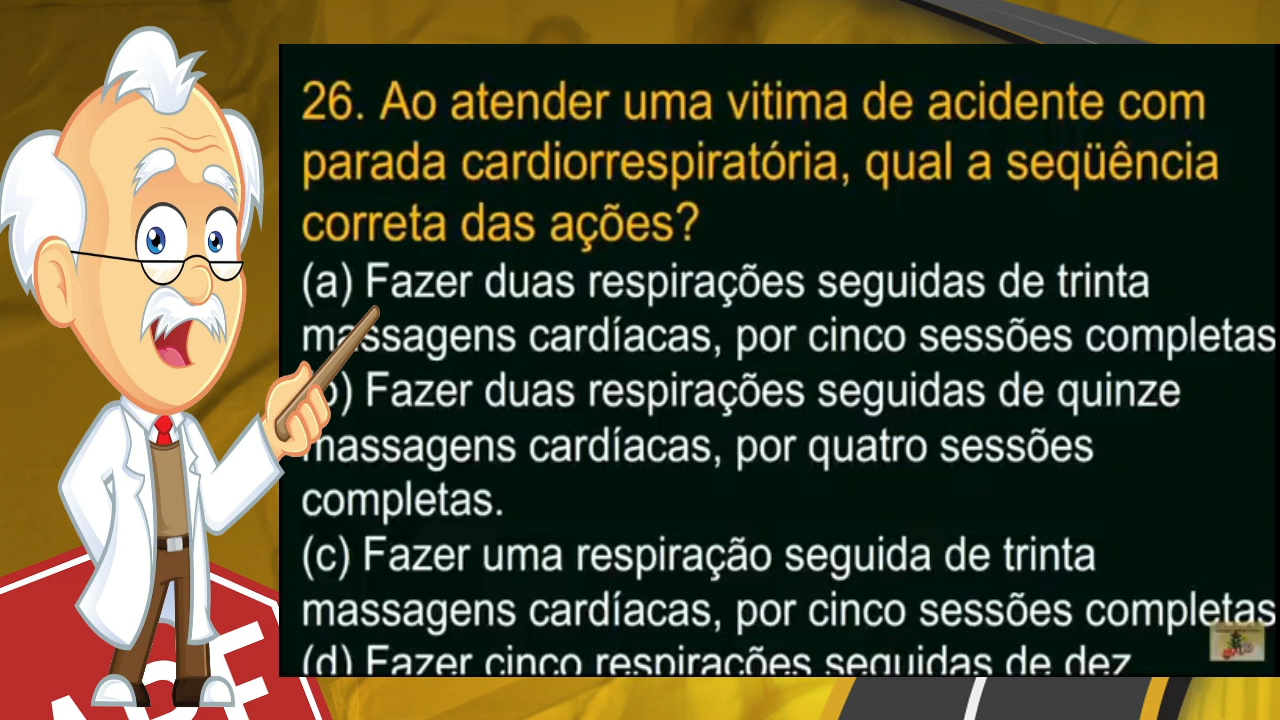 26. Ao atender uma vitima de acidente com
parada cardiorrespiratória, qual a seqüência
correta das ações?
(a) Fazer duas respirações seguidas de trinta
massagens cardíacas, por cinco sessões completas
b) Fazer duas respirações seguidas de quinze
massagens cardíacas, por quatro sessões
completas.
(c) Fazer uma respiração seguida de trinta
massagens cardíacas, por cinco sessões completas
(d) Fazer cinco respirações seguidas de dez